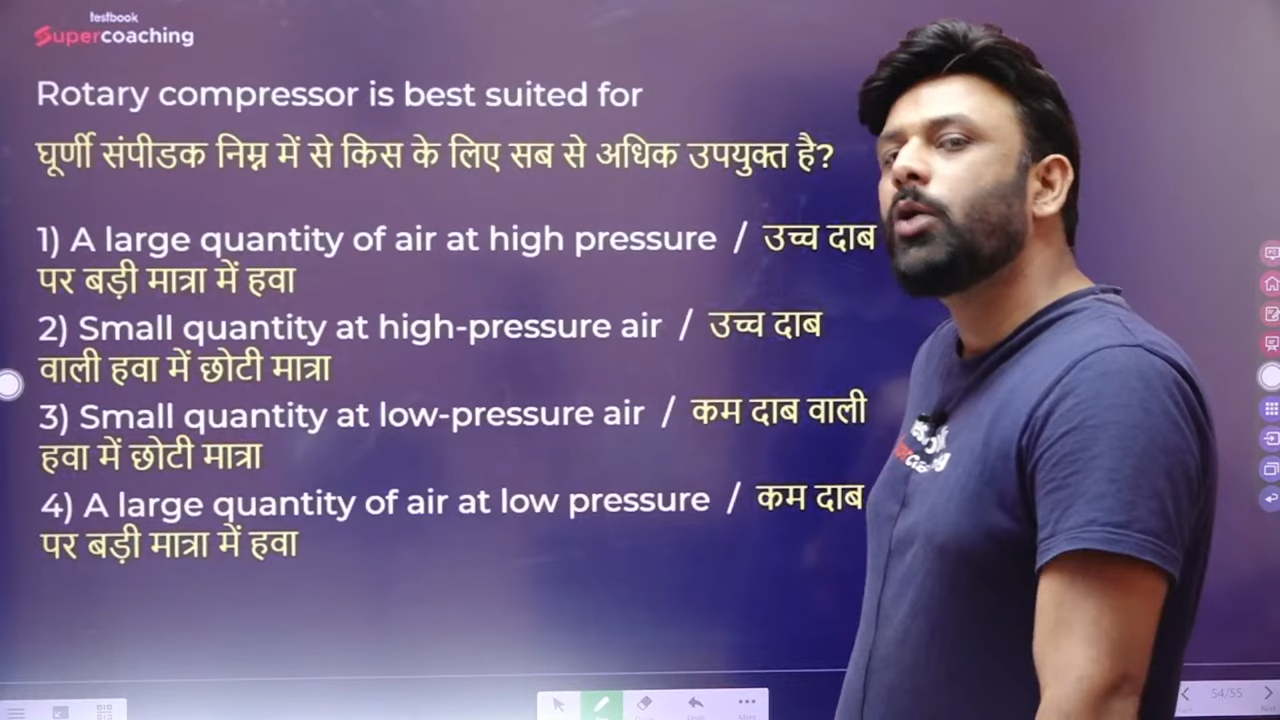 testbook
Supercoaching
Rotary compressor is best suited for
घूर्णी संपीडक निम्न में से किस के लिए सब से अधिक उपयुक्त है?
1) A large quantity of air at high pressure / उच्च दाब
पर बड़ी मात्रा में हवा
2) Small quantity at high-pressure air / उच्च दाब
वाली हवा में छोटी मात्रा
3) Small quantity at low-pressure air / कम दाब वाली
हवा में छोटी मात्रा
4) A large quantity of air at low pressure / कम दाब
पर बड़ी मात्रा में हवा
54/55